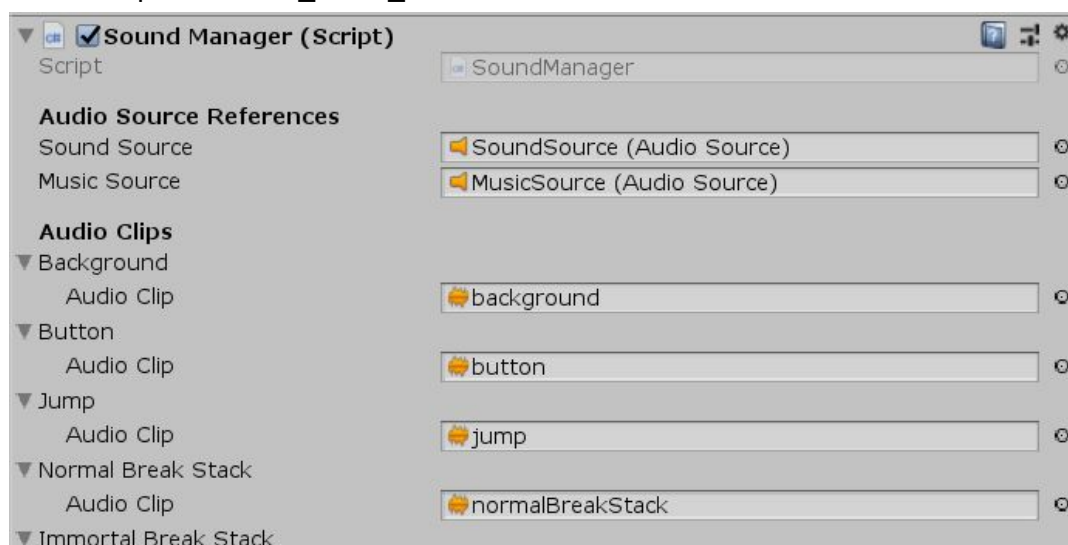 Sound Manager (Script)
Script SoundManager
Audio Source References
Sound Source SoundSource (Audio Source)
Music Source MusicSource (Audio Source)
Audio Clips
Background
Audio Clip background
Button
Audio Clip button
Jump
Audio Clip jump
Normal Break Stack
Audio Clip normalBreakStack
Immortal Break Stack